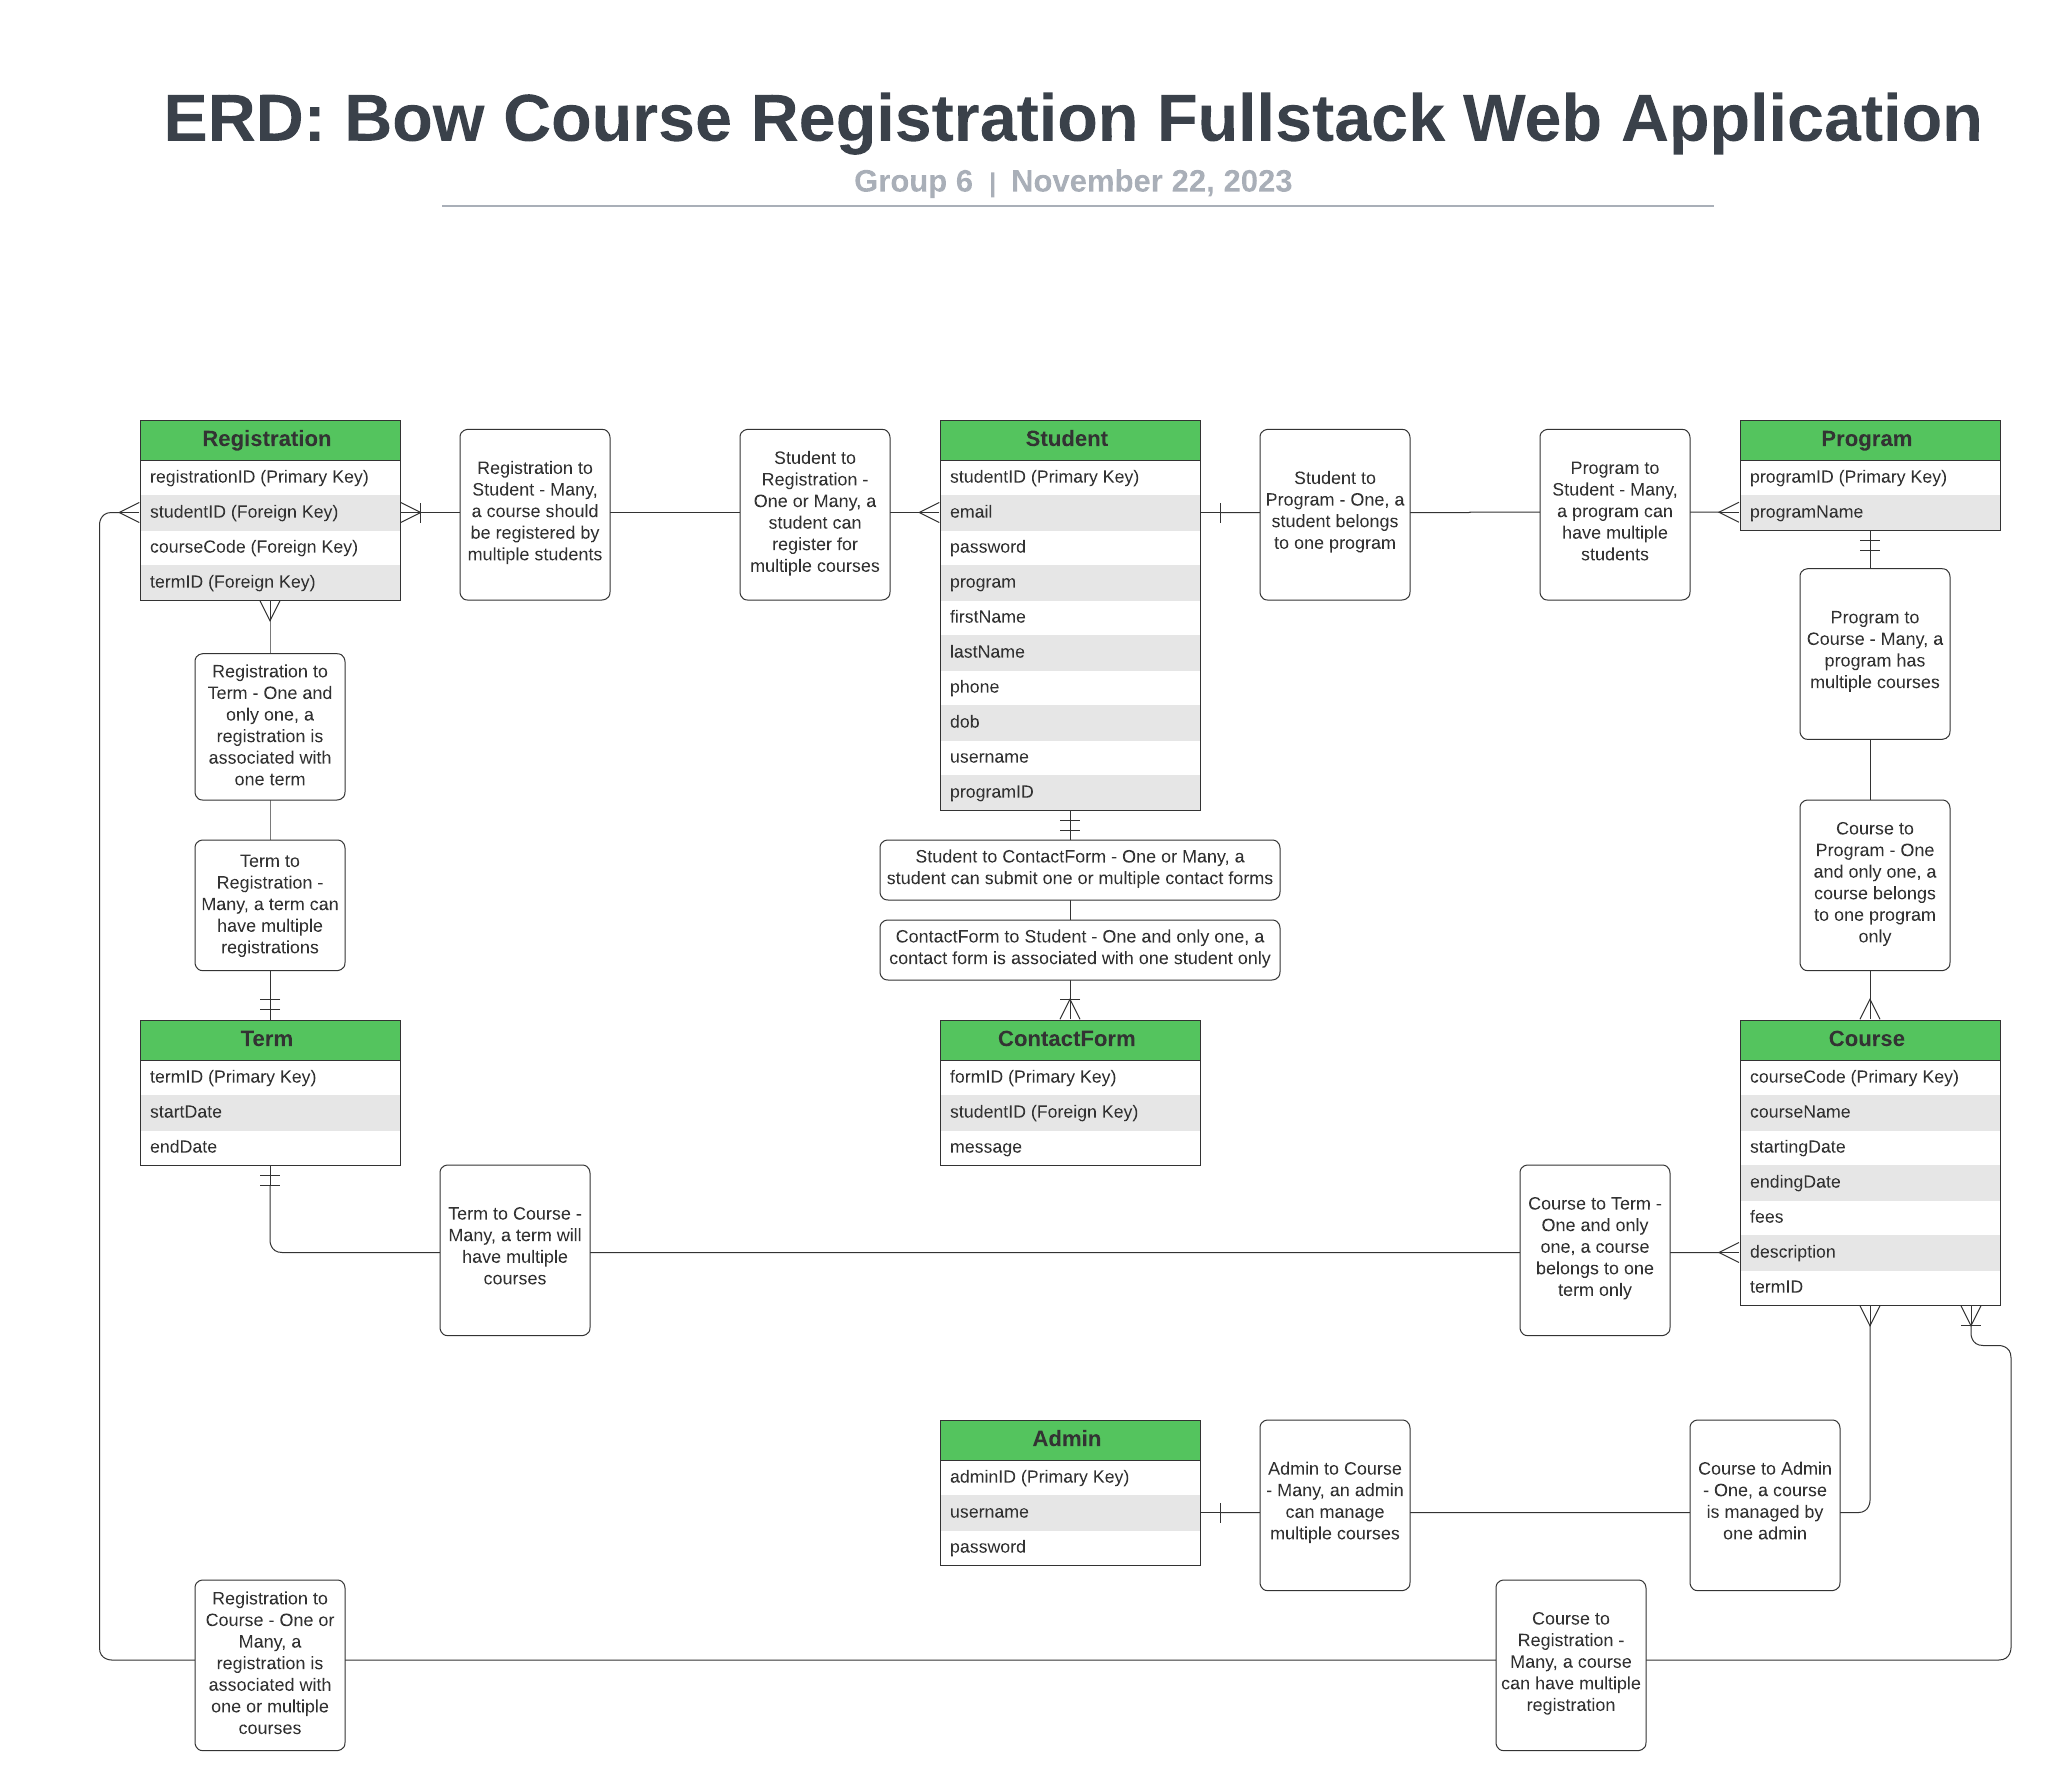 ERD: Bow Course Registration Fullstack Web Application
Group 6 | November 22, 2023
Registration
registrationID (Primary Key)
studentID (Foreign Key)
courseCode (Foreign Key)
termID (Foreign Key)
Registration to
Student - Many,
a course should
be registered by
multiple students
Student to
Registration -
One or Many, a
student can
register for
multiple courses
Student
studentID (Primary Key)
email
password
program
firstName
lastName
phone
dob
username
programID
Student to
Program - One, a
student belongs
to one program
Program to
Student - Many,
a program can
have multiple
students
Program
programID (Primary Key)
programName
Program to
Course - Many, a
program has
multiple courses
Registration to
Term - One and
only one, a
registration is
associated with
one term
Term to
Registration -
Many, a term can
have multiple
registrations
Student to ContactForm - One or Many, a
student can submit one or multiple contact forms
ContactForm to Student - One and only one, a
contact form is associated with one student only
Course to
Program - One
and only one, a
course belongs
to one program
only
Term
termID (Primary Key)
startDate
endDate
ContactForm
formID (Primary Key)
studentID (Foreign Key)
message
Course
courseCode (Primary Key)
courseName
startingDate
endingDate
fees
description
termID
Term to Course -
Many, a term will
have multiple
courses
Course to Term -
One and only
one, a course
belongs to one
term only
Admin
adminID (Primary Key)
username
password
Admin to Course
- Many, an admin
can manage
multiple courses
Course to Admin
- One, a course
is managed by
one admin
Registration to
Course - One or
Many, a
registration is
associated with
one or multiple
courses
Course to
Registration -
Many, a course
can have multiple
registration